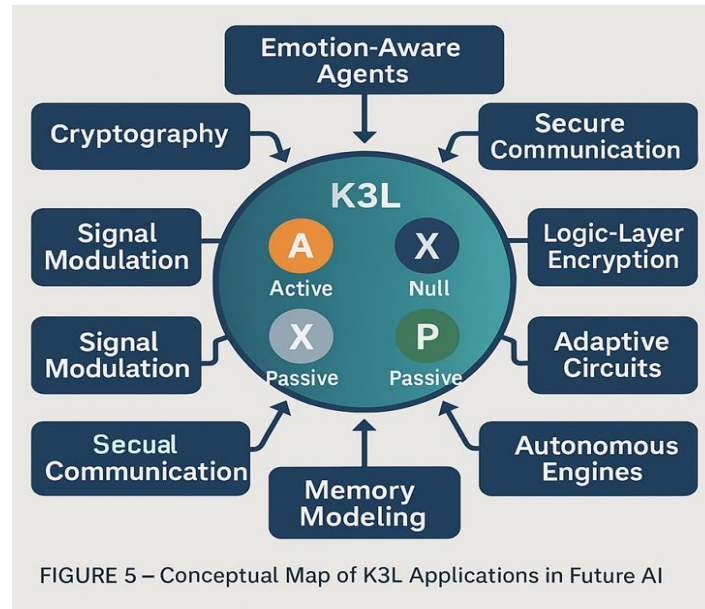 Emotion-Aware
Agents
Cryptography
Secure
Communication
K3L
Signal
Modulation
A
Active
X
Null
Logic-Layer
Encryption
Signal
Modulation
X
Passive
P
Passive
Adaptive
Circuits
Secual
Communication
Memory
Modeling
Autonomous
Engines
FIGURE 5 – Conceptual Map of K3L Applications in Future AI